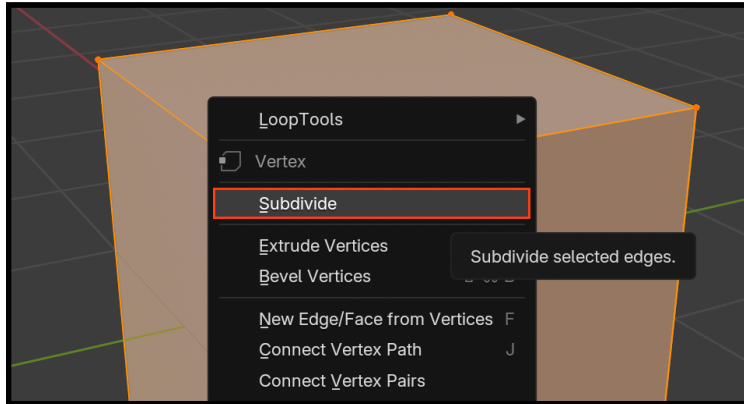 LoopTools
Vertex
Subdivide
Extrude Vertices
Subdivide selected edges.
Bevel Vertices
New Edge/Face from Vertices F
Connect Vertex Path J
Connect Vertex Pairs